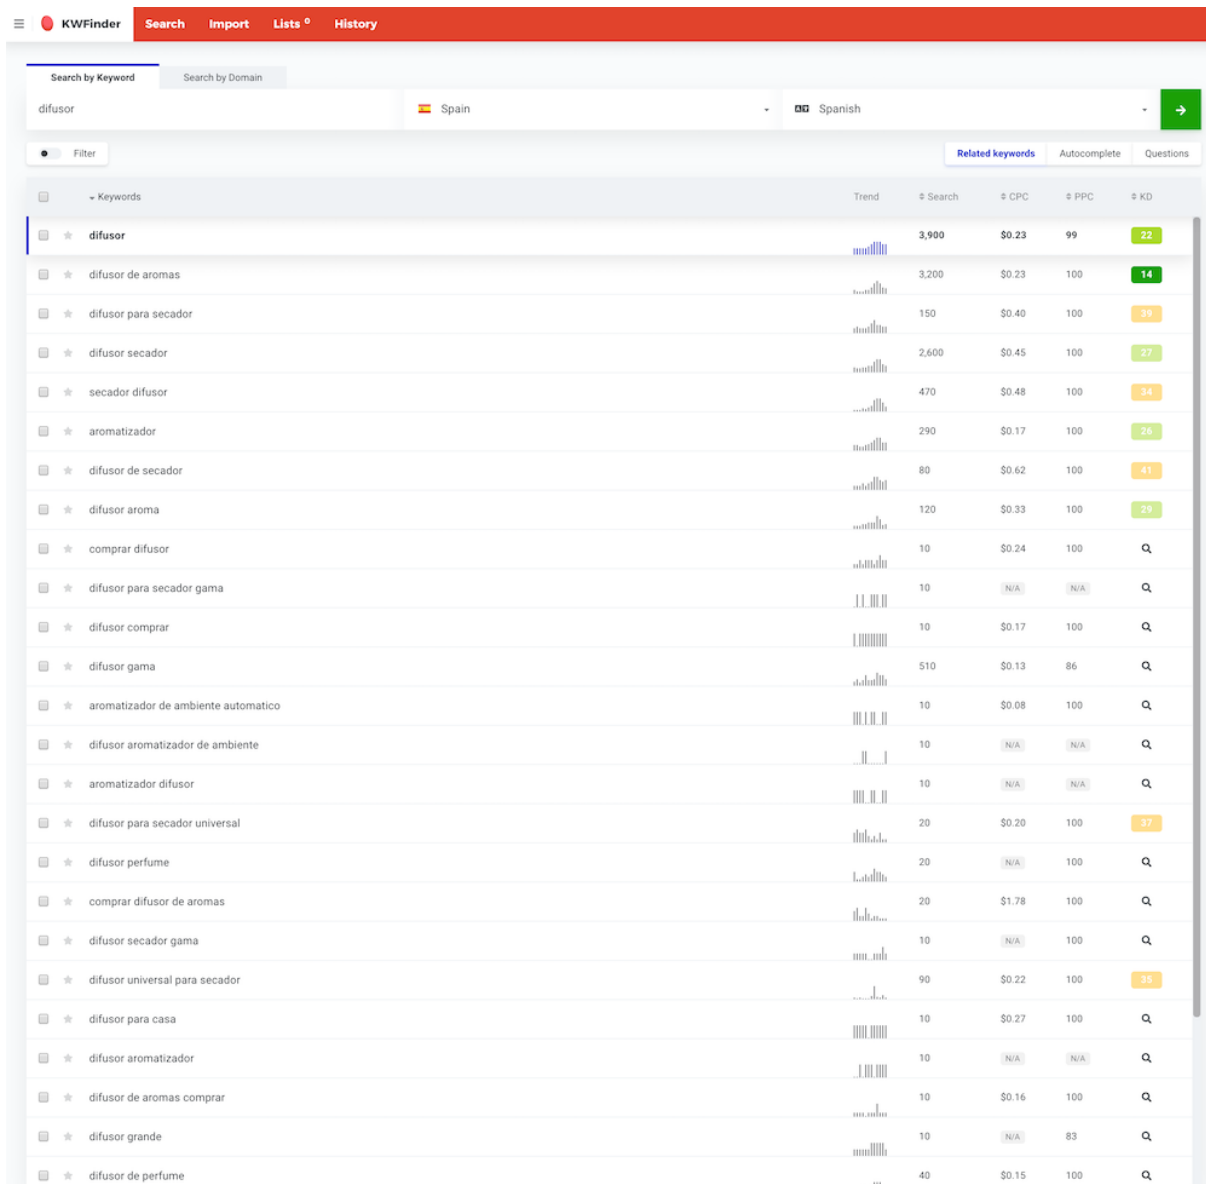 KWFinder Search Import Lists 0 History
Search by Keyword Search by Domain
difusor Spain Spanish
Filter Related keywords Autocomplete Questions
Keywords Trend Search CPC PPC KD
difusor 3,900 $0.23 99 22
difusor de aromas 3,200 $0.23 100 14
difusor para secador 150 $0.40 100 39
difusor secador 2,600 $0.45 100 27
secador difusor 470 $0.48 100 34
aromatizador 290 $0.17 100 26
difusor de secador 80 $0.62 100 41
difusor aroma 120 $0.33 100 29
comprar difusor 10 $0.24 100
difusor para secador gama 10 N/A N/A
difusor comprar 10 $0.17 100
difusor gama 510 $0.13 86
aromatizador de ambiente automatico 10 $0.08 100
difusor aromatizador de ambiente 10 N/A N/A
aromatizador difusor 10 N/A N/A
difusor para secador universal 20 $0.20 100 37
difusor perfume 20 N/A 100
comprar difusor de aromas 20 $1.78 100
difusor secador gama 10 N/A 100
difusor universal para secador 90 $0.22 100 35
difusor para casa 10 $0.27 100
difusor aromatizador 10 N/A N/A
difusor de aromas comprar 10 $0.16 100
difusor grande 10 N/A 83
difusor de perfume 40 $0.15 100